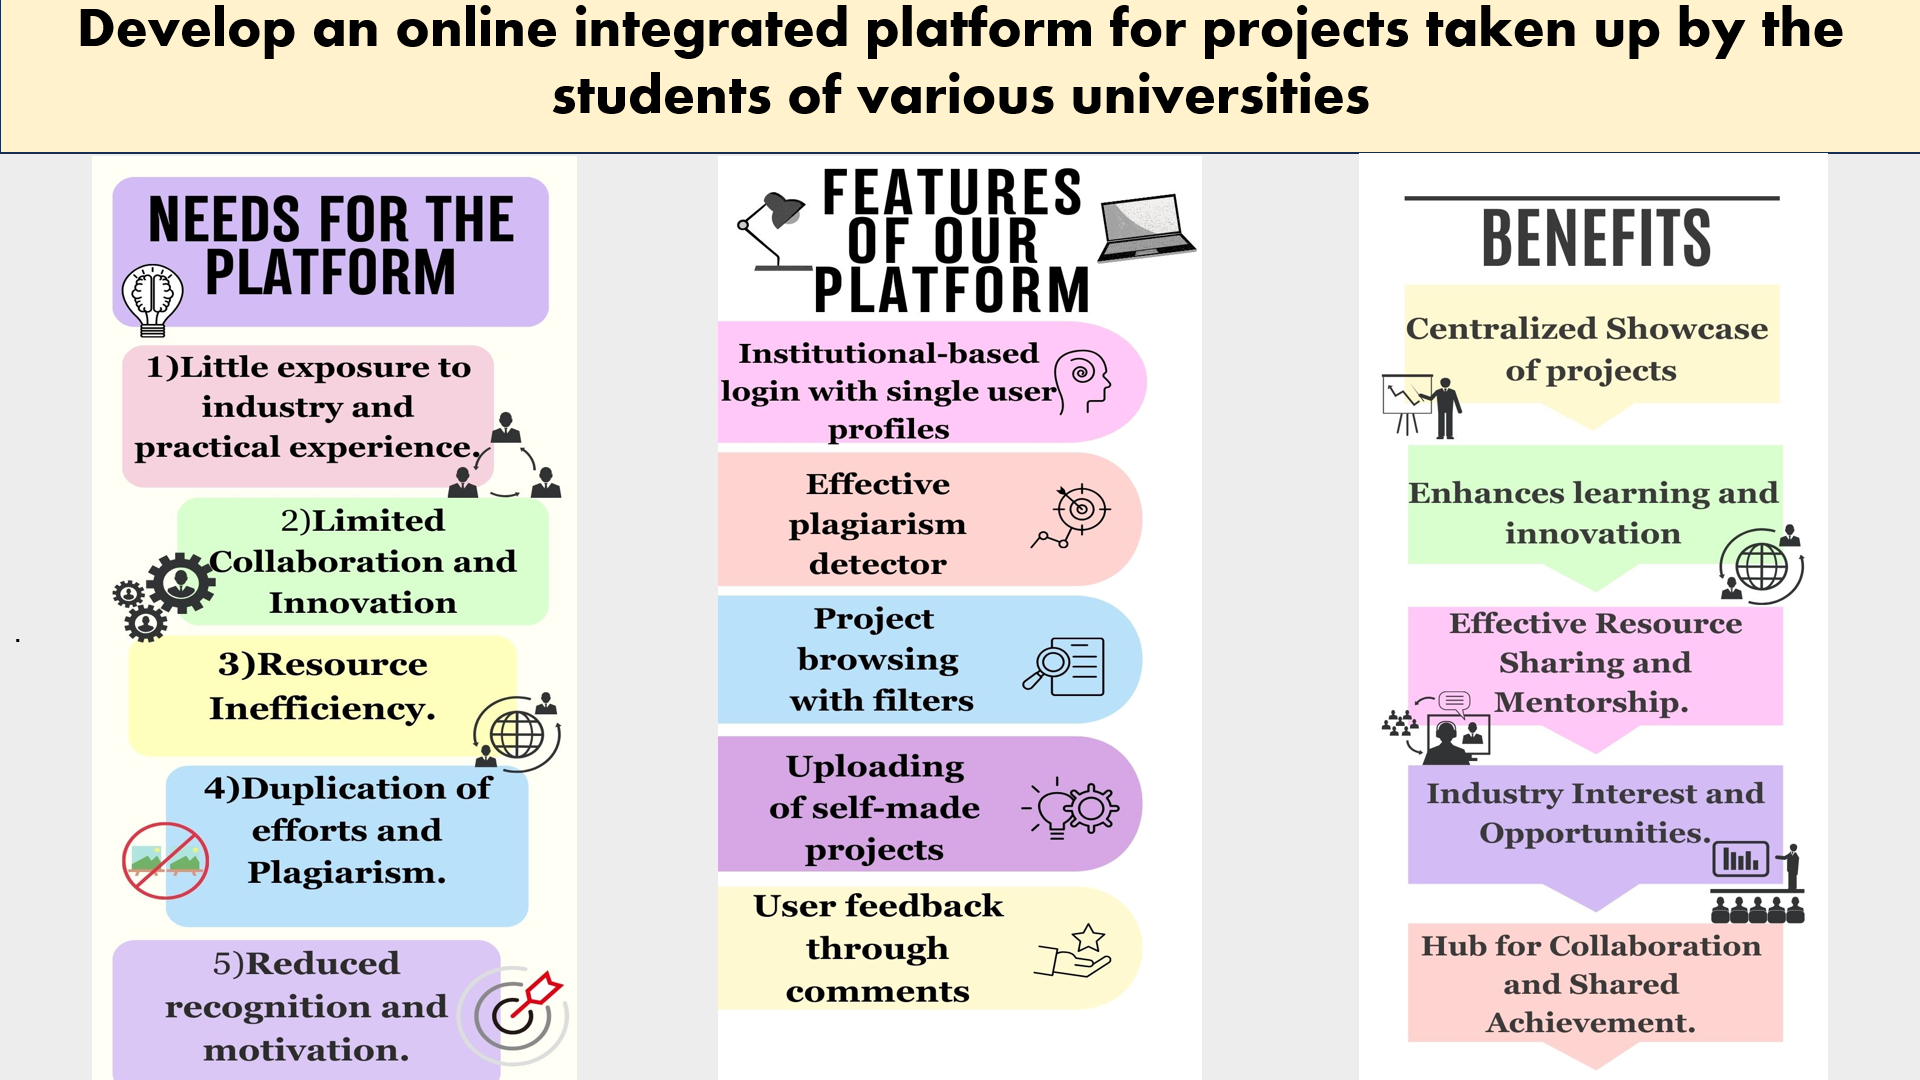 Develop an online integrated platform for projects taken up by the
students of various universities
NEEDS FOR THE
PLATFORM
1)Little exposure to
industry and
practical experience.
2)Limited
Collaboration and
Innovation
3)Resource
Inefficiency.
4)Duplication of
efforts and
Plagiarism.
5)Reduced
recognition and
motivation.
FEATURES
OF OUR
PLATFORM
Institutional-based
login with single user
profiles
Effective
plagiarism
detector
Project
browsing
with filters
Uploading
of self-made
projects
User feedback
through
comments
BENEFITS
Centralized Showcase
of projects
Enhances learning and
innovation
Effective Resource
Sharing and
Mentorship.
Industry Interest and
Opportunities.
Hub for Collaboration
and Shared
Achievement.
.